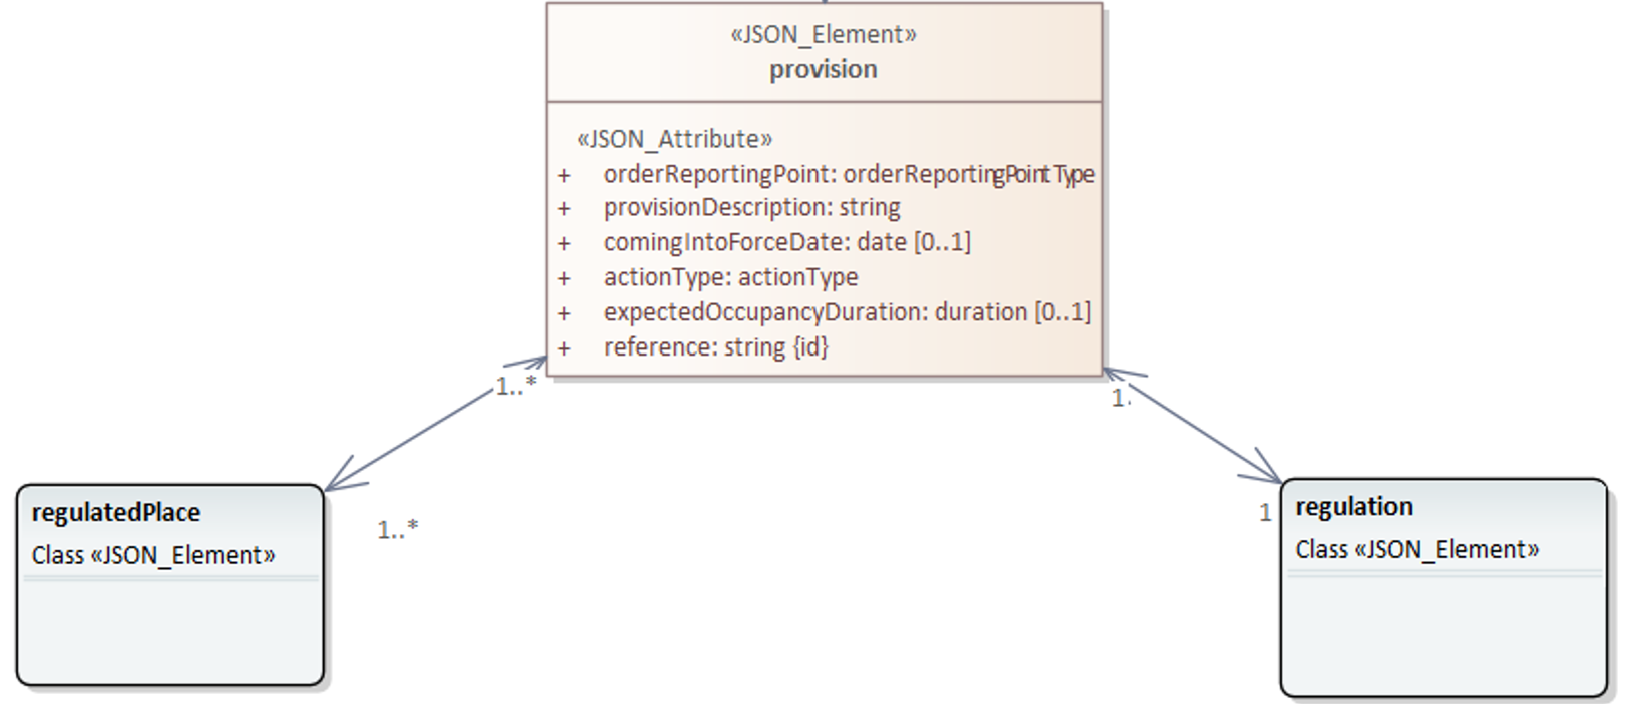 «JSON_Element»
provision
«JSON_Attribute»
+ orderReportingPoint: orderReportingPointType
+ provisionDescription: string
+ comingIntoForceDate: date [0..1]
+ actionType: actionType
+ expectedOccupancyDuration: duration [0..1]
+ reference: string {id}
1..*
1.
regulatedPlace
Class «JSON_Element»
1..*
1
regulation
Class «JSON_Element»